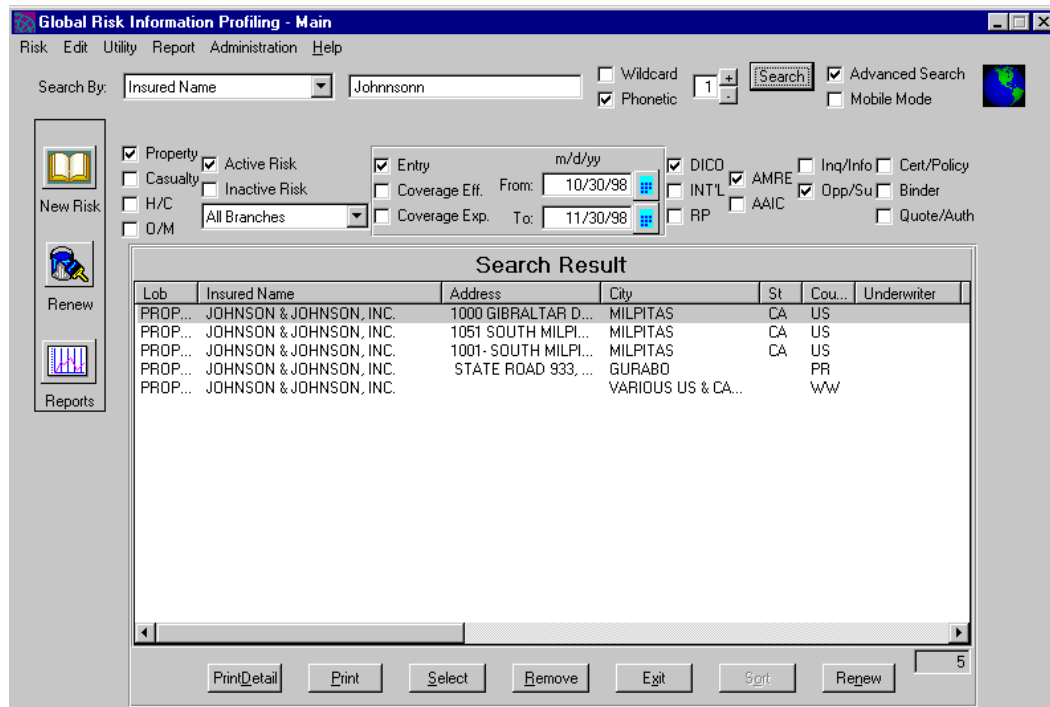 Global Risk Information Profiling - Main
Risk Edit Utility Report Administration Help
Search By: Insured Name Johnnsonn Wildcard Phonetic 1 + - Search Advanced Search Mobile Mode
New Risk
Renew
Reports
Property
Casualty
H/C
O/M
Active Risk
Inactive Risk
All Branches
m/d/yy
Entry
Coverage Eff. From: 10/30/98
Coverage Exp. To: 11/30/98
DICO
INT'L
RP
AMRE
AAIC
Inq/Info
Opp/Su
Cert/Policy
Binder
Quote/Auth
Search Result
Lob Insured Name Address City St Cou... Underwriter
PROP... JOHNSON & JOHNSON, INC. 1000 GIBRALTAR D... MILPITAS CA US
PROP... JOHNSON & JOHNSON, INC. 1051 SOUTH MILPI... MILPITAS CA US
PROP... JOHNSON & JOHNSON, INC. 1001- SOUTH MILPI... MILPITAS CA US
PROP... JOHNSON & JOHNSON, INC. STATE ROAD 933, ... GURABO PR
PROP... JOHNSON & JOHNSON, INC. VARIOUS US & CA... WW
5
PrintDetail Print Select Remove Exit Sort Renew